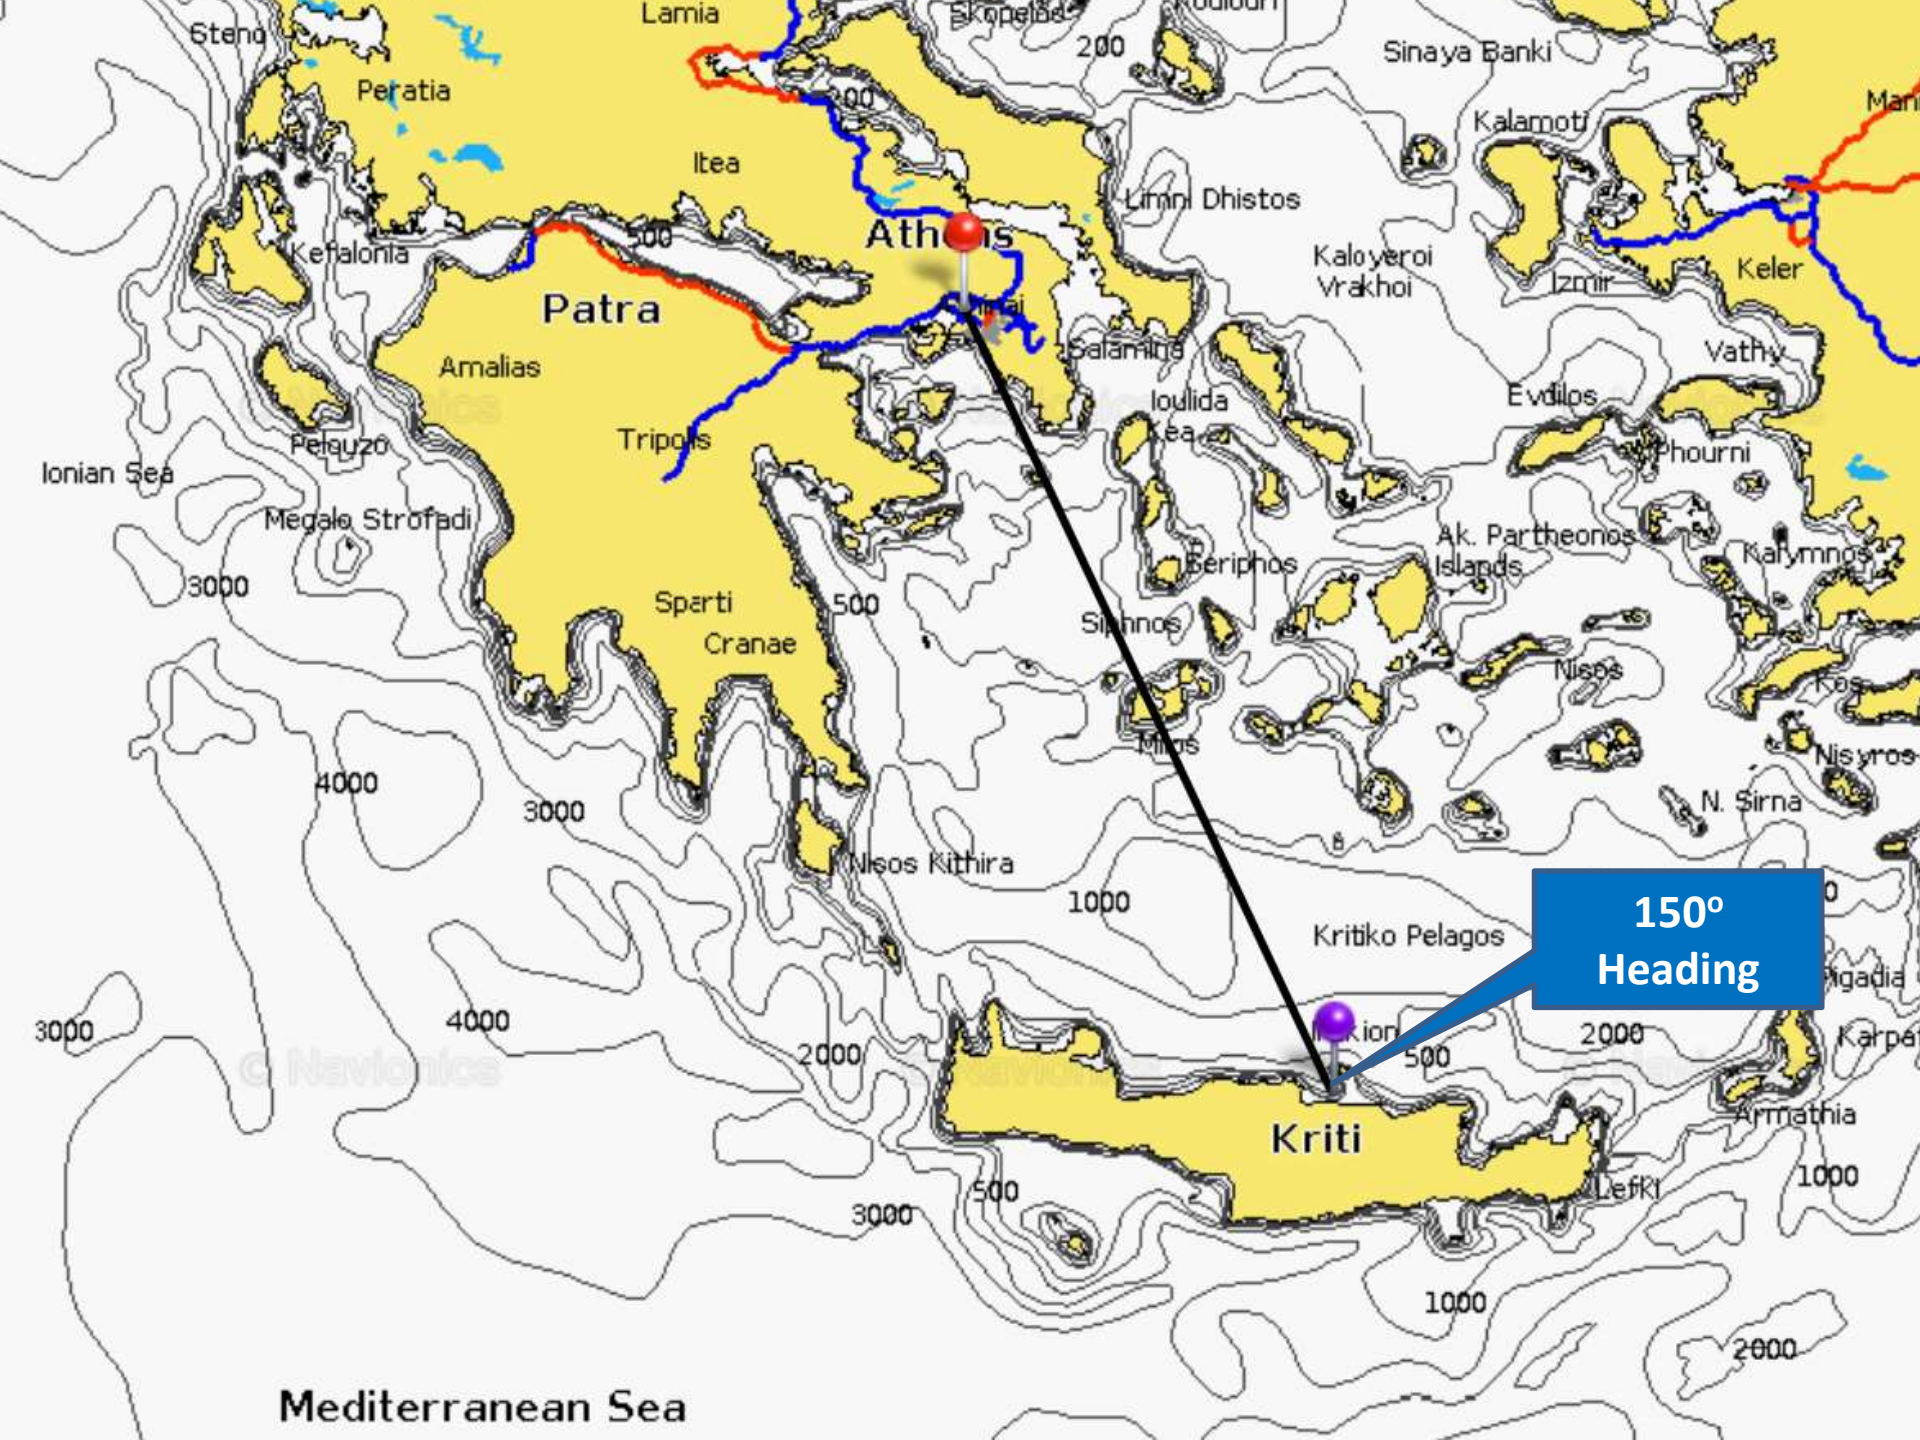 Lamia
Skopelos
200
Sinaya Banki
Steno
Peratia
Kalamoti
Itea
Limni Dhistos
Athens
Kefalonia
500
Kaloyeroi
Vrakhoi
Izmir
Keler
Patra
Salamina
Vathy
Amalias
Ioulida
Kea
Evdilos
© Navionics
Pelouzo
Tripolis
Phourni
Ionian Sea
Megalo Strofadi
Ak. Partheonos
Islands
Kalymnos
3000
Seriphos
Sparti
500
Siphnos
Cranae
Nisos
Kos
Milos
Nisyros
4000
3000
N. Sirna
Nisos Kithira
1000
150º
Heading
Kritiko Pelagos
Pigadia
3000
4000
2000
500
2000
© Navionics
Armathia
Kriti
500
Lefki
1000
3000
1000
2000
Mediterranean Sea